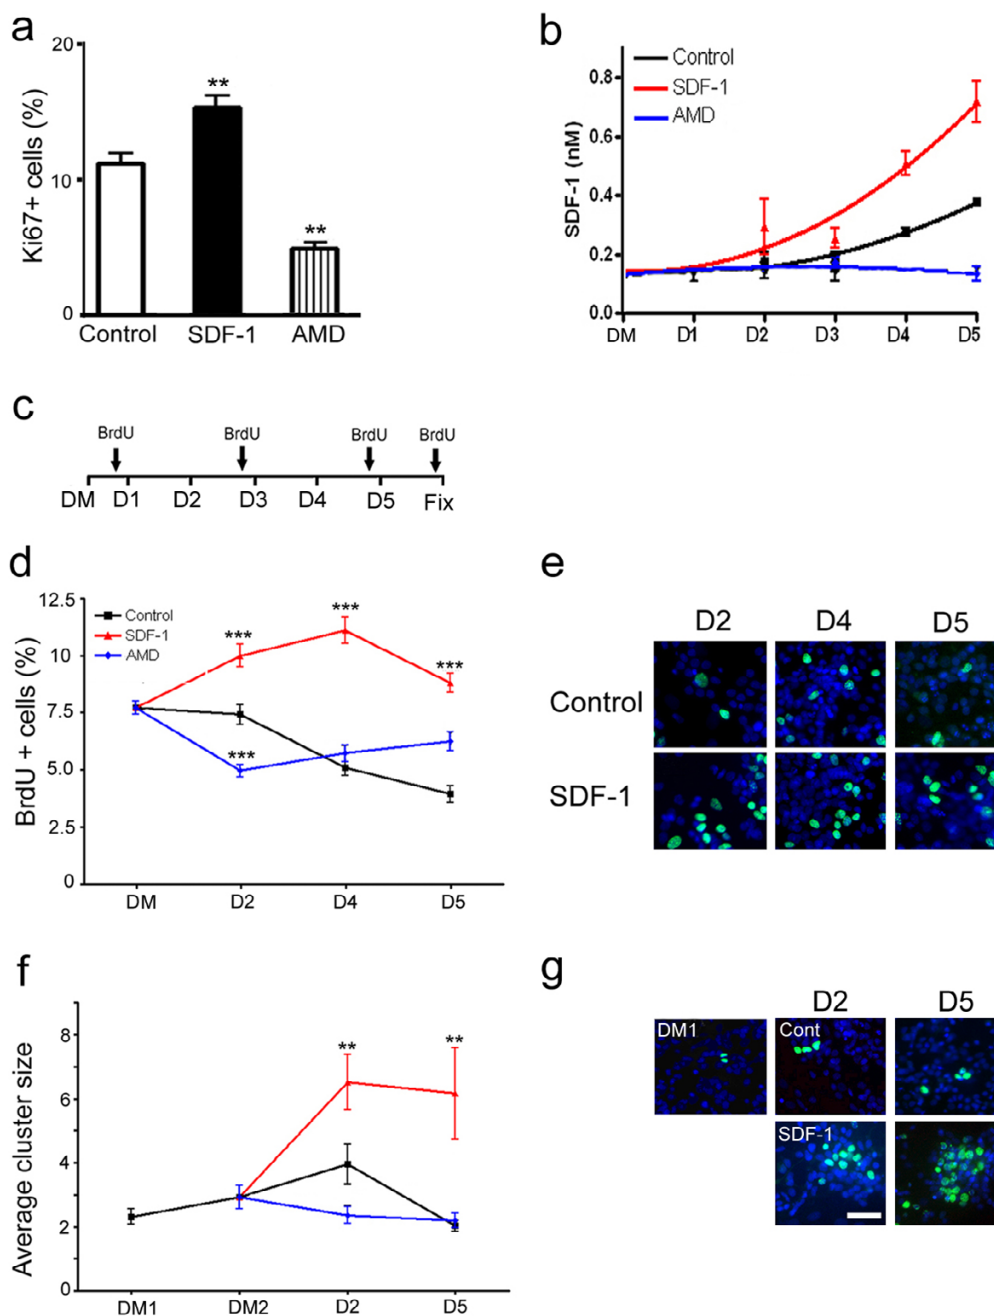 a
Ki67+ cells (%)
20
10
0
**
**
Control SDF-1 AMD
b
SDF-1 (nM)
Control
SDF-1
AMD
0.8
0.6
0.4
0.2
0.0
DM D1 D2 D3 D4 D5
c
BrdU BrdU BrdU BrdU
DM D1 D2 D3 D4 D5 Fix
d
BrdU + cells (%)
12.5
10
7.5
5.0
2.5
0
Control
SDF-1
AMD
***
***
***
***
DM D2 D4 D5
e
D2 D4 D5
Control
SDF-1
f
Average cluster size
8
6
4
2
0
** **
DM1 DM2 D2 D5
g
D2 D5
DM1 Cont
SDF-1